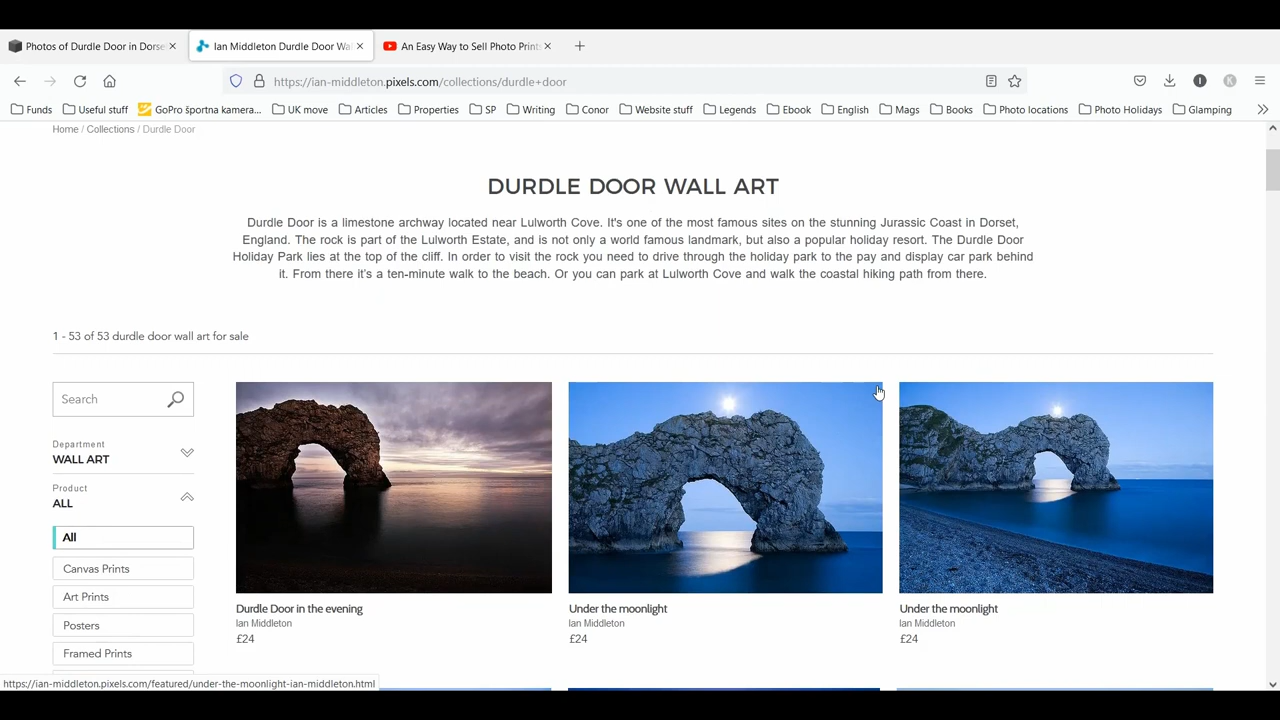 Photos of Durdle Door in Dorse
Ian Middleton Durdle Door Wa
An Easy Way to Sell Photo Print
https://ian-middleton.pixels.com/collections/durdle+door
Funds
Useful stuff
GoPro športna kamera...
UK move
Articles
Properties
SP
Writing
Conor
Website stuff
Legends
Ebook
English
Mags
Books
Photo locations
Photo Holidays
Glamping
Home / Collections / Durdle Door
DURDLE DOOR WALL ART
Durdle Door is a limestone archway located near Lulworth Cove. It's one of the most famous sites on the stunning Jurassic Coast in Dorset,
England. The rock is part of the Lulworth Estate, and is not only a world famous landmark, but also a popular holiday resort. The Durdle Door
Holiday Park lies at the top of the cliff. In order to visit the rock you need to drive through the holiday park to the pay and display car park behind
it. From there it's a ten-minute walk to the beach. Or you can park at Lulworth Cove and walk the coastal hiking path from there.
1 - 53 of 53 durdle door wall art for sale
Search
Department
WALL ART
Product
ALL
All
Canvas Prints
Art Prints
Posters
Framed Prints
Durdle Door in the evening
Ian Middleton
£24
Under the moonlight
Ian Middleton
£24
Under the moonlight
Ian Middleton
£24
https://ian-middleton.pixels.com/featured/under-the-moonlight-ian-middleton.html